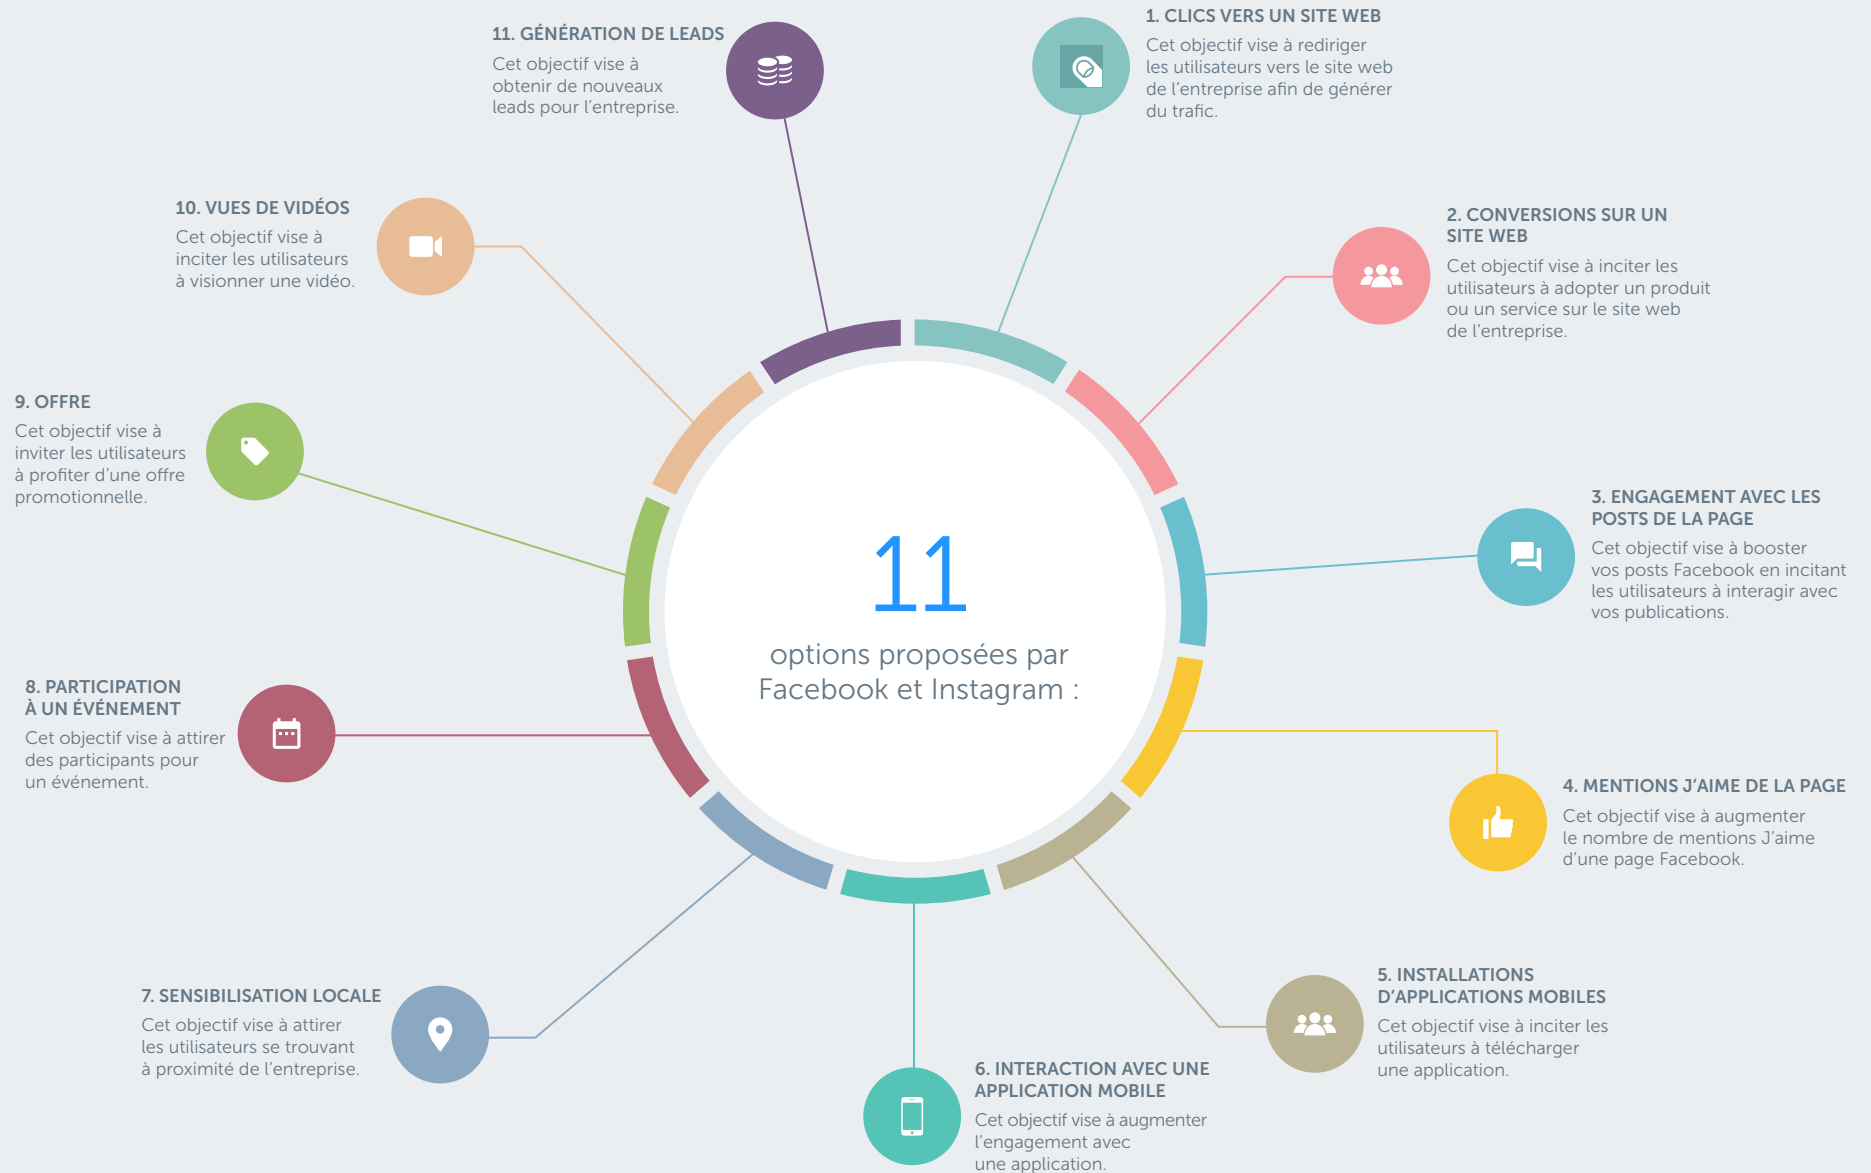 11
options proposées par
Facebook et Instagram :
1. CLICS VERS UN SITE WEB
Cet objectif vise à rediriger
les utilisateurs vers le site web
de l’entreprise afin de générer
du trafic.
2. CONVERSIONS SUR UN
SITE WEB
Cet objectif vise à inciter les
utilisateurs à adopter un produit
ou un service sur le site web
de l’entreprise.
3. ENGAGEMENT AVEC LES
POSTS DE LA PAGE
Cet objectif vise à booster
vos posts Facebook en incitant
les utilisateurs à interagir avec
vos publications.
4. MENTIONS J’AIME DE LA PAGE
Cet objectif vise à augmenter
le nombre de mentions J’aime
d’une page Facebook.
5. INSTALLATIONS
D’APPLICATIONS MOBILES
Cet objectif vise à inciter les
utilisateurs à télécharger
une application.
6. INTERACTION AVEC UNE
APPLICATION MOBILE
Cet objectif vise à augmenter
l’engagement avec
une application.
7. SENSIBILISATION LOCALE
Cet objectif vise à attirer
les utilisateurs se trouvant
à proximité de l’entreprise.
8. PARTICIPATION
À UN ÉVÉNEMENT
Cet objectif vise à attirer
des participants pour
un événement.
9. OFFRE
Cet objectif vise à
inviter les utilisateurs
à profiter d’une offre
promotionnelle.
10. VUES DE VIDÉOS
Cet objectif vise à
inciter les utilisateurs
à visionner une vidéo.
11. GÉNÉRATION DE LEADS
Cet objectif vise à
obtenir de nouveaux
leads pour l’entreprise.